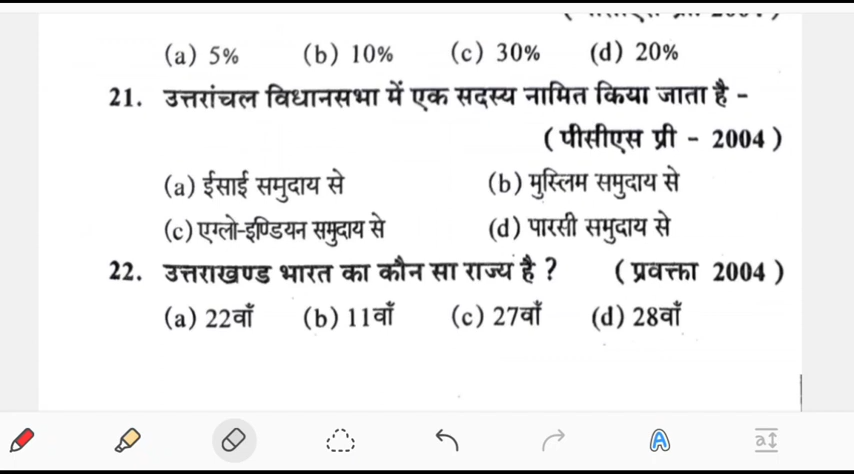 (a) 5% (b) 10% (c) 30% (d) 20%
21. उत्तरांचल विधानसभा में एक सदस्य नामित किया जाता है -
( पीसीएस प्री - 2004 )
(a) ईसाई समुदाय से (b) मुस्लिम समुदाय से
(c) एग्लो-इण्डियन समुदाय से (d) पारसी समुदाय से
22. उत्तराखण्ड भारत का कौन सा राज्य है ? ( प्रवक्ता 2004 )
(a) 22वाँ (b) 11वाँ (c) 27वाँ (d) 28वाँ
A a